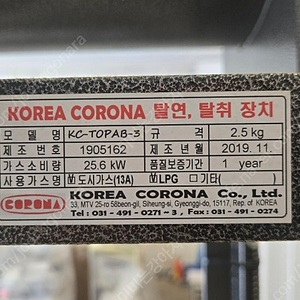 KOREA CORONA 탈연, 탈취 장치
모델명 KC-TOPAB-3 규격 2.5 kg
제조번호 1905162 제조년월 2019. 11.
가스소비량 25.6 kW 품질보증기간 1 year
사용가스명 ☑도시가스(13A) ☑LPG □기타( )
CORONA KOREA CORONA Co., Ltd.
33, MTV 25-ro 58beon-gil, Siheung-si, Gyeonggi-do, 15117, Rep. of KOREA
Tel : 031 - 491 - 0271 ~ 3, Fax : 031 - 491 - 0274